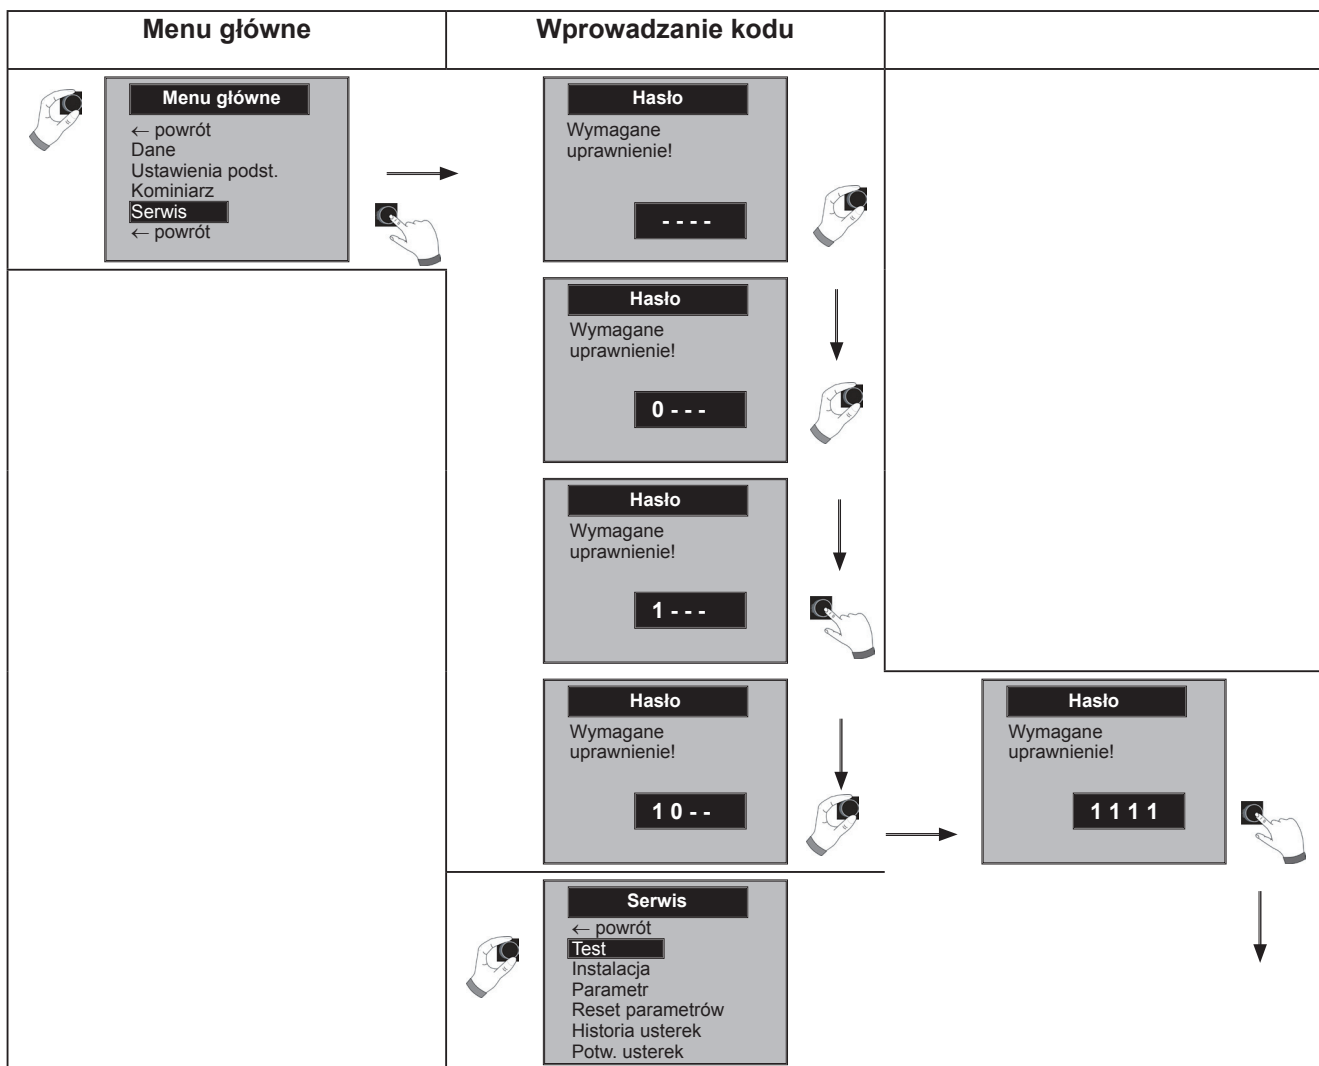 Menu główne
Wprowadzanie kodu
Menu główne
← powrót
Dane
Ustawienia podst.
Kominiarz
Serwis
← powrót
Hasło
Wymagane
uprawnienie!
- - - -
Hasło
Wymagane
uprawnienie!
0 - - -
Hasło
Wymagane
uprawnienie!
1 - - -
Hasło
Wymagane
uprawnienie!
1 0 - -
Hasło
Wymagane
uprawnienie!
1 1 1 1
Serwis
← powrót
Test
Instalacja
Parametr
Reset parametrów
Historia usterek
Potw. usterek